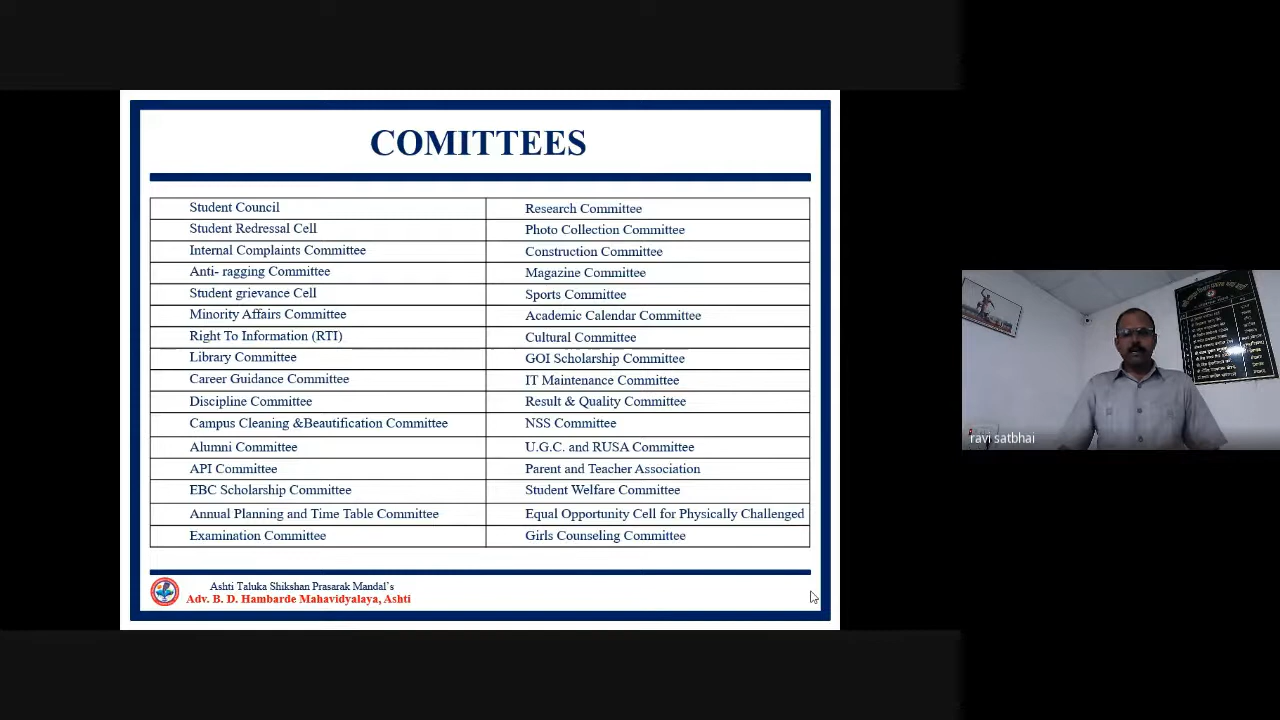 COMITTEES
Student Council
Research Committee
Student Redressal Cell
Photo Collection Committee
Internal Complaints Committee
Construction Committee
Anti- ragging Committee
Magazine Committee
Student grievance Cell
Sports Committee
Minority Affairs Committee
Academic Calendar Committee
Right To Information (RTI)
Cultural Committee
Library Committee
GOI Scholarship Committee
Career Guidance Committee
IT Maintenance Committee
Discipline Committee
Result & Quality Committee
Campus Cleaning &Beautification Committee
NSS Committee
Alumni Committee
U.G.C. and RUSA Committee
API Committee
Parent and Teacher Association
EBC Scholarship Committee
Student Welfare Committee
Annual Planning and Time Table Committee
Equal Opportunity Cell for Physically Challenged
Examination Committee
Girls Counseling Committee
Ashti Taluka Shikshan Prasarak Mandal's
Adv. B. D. Hambarde Mahavidyalaya, Ashti
ravi satbhai